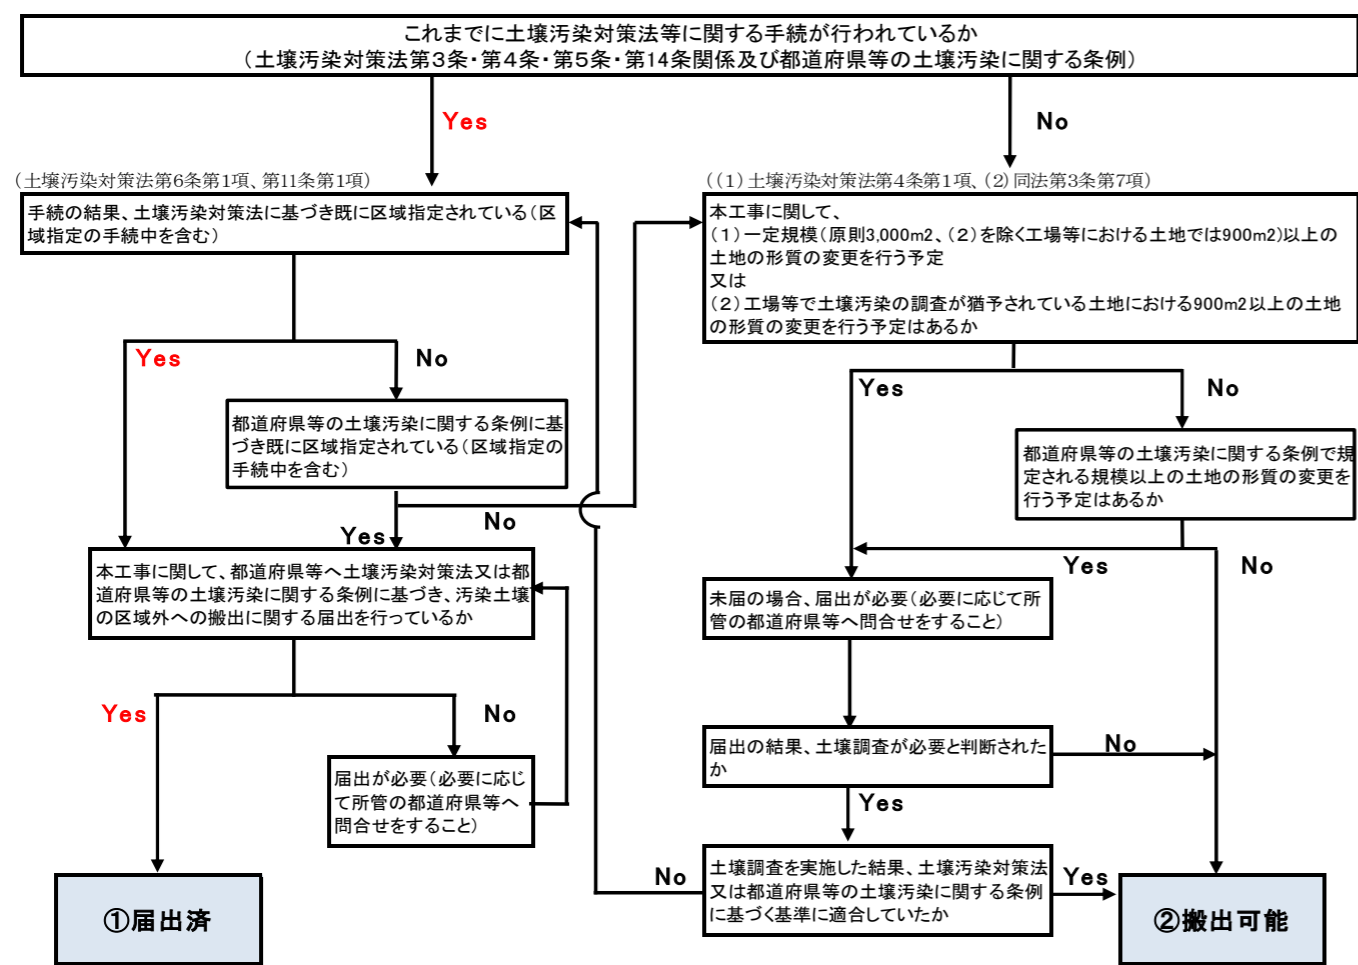 これまでに土壌汚染対策法等に関する手続が行われているか
（土壌汚染対策法第3条・第4条・第5条・第14条関係及び都道府県等の土壌汚染に関する条例）
Yes
No
（土壌汚染対策法第6条第1項、第11条第1項）
手続の結果、土壌汚染対策法に基づき既に区域指定されている（区
域指定の手続中を含む）
Yes
No
都道府県等の土壌汚染に関する条例に基
づき既に区域指定されている（区域指定の
手続中を含む）
Yes
No
本工事に関して、都道府県等へ土壌汚染対策法又は都
道府県等の土壌汚染に関する条例に基づき、汚染土壌
の区域外への搬出に関する届出を行っているか
Yes
No
届出が必要（必要に応じ
て所管の都道府県等へ
問合せをすること）
①届出済
（（1）土壌汚染対策法第4条第1項、（2）同法第3条第7項）
本工事に関して、
（1）一定規模（原則3,000m2、（2）を除く工場等における土地では900m2）以上の
土地の形質の変更を行う予定
又は
（2）工場等で土壌汚染の調査が猶予されている土地における900m2以上の土地
の形質の変更を行う予定はあるか
Yes
No
都道府県等の土壌汚染に関する条例で規
定される規模以上の土地の形質の変更を
行う予定はあるか
Yes
No
未届の場合、届出が必要（必要に応じて所
管の都道府県等へ問合せをすること）
届出の結果、土壌調査が必要と判断された
か
No
Yes
土壌調査を実施した結果、土壌汚染対策法
又は都道府県等の土壌汚染に関する条例
に基づく基準に適合していたか
No
Yes
②搬出可能